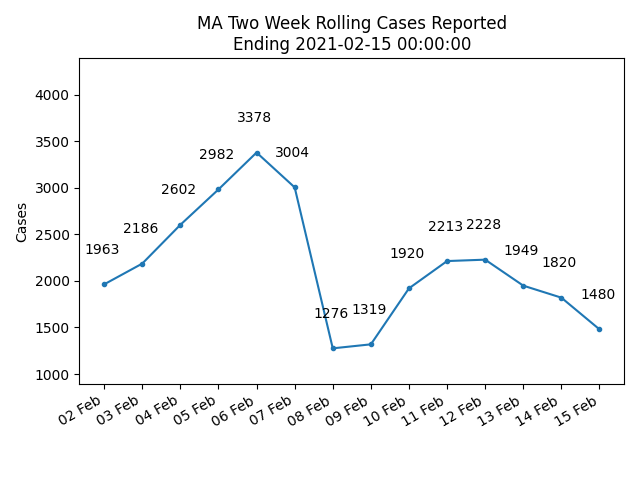 MA Two Week Rolling Cases Reported
Ending 2021-02-15 00:00:00
Cases
4000
3500
3000
2500
2000
1500
1000
1963
2186
2602
2982
3378
3004
1276
1319
1920
2213
2228
1949
1820
1480
02 Feb
03 Feb
04 Feb
05 Feb
06 Feb
07 Feb
08 Feb
09 Feb
10 Feb
11 Feb
12 Feb
13 Feb
14 Feb
15 Feb